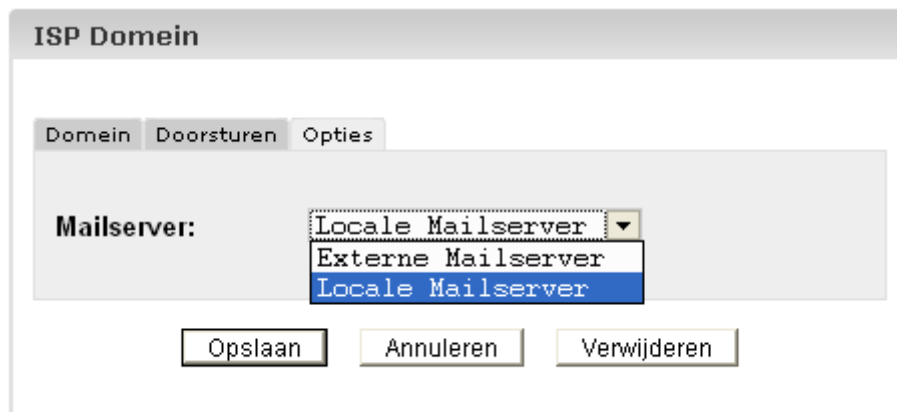 ISP Domein
Domein Doorsturen Opties
Mailserver: Locale Mailserver
Externe Mailserver
Locale Mailserver
Opslaan Annuleren Verwijderen